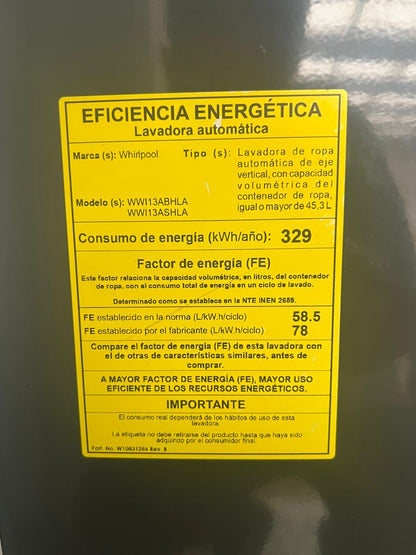 EFICIENCIA ENERGÉTICA
Lavadora automática
Marca (s): Whirlpool
Tipo (s): Lavadora de ropa
automática de eje
vertical, con capacidad
volumétrica del
contenedor de ropa,
igual o mayor de 45,3 L
Modelo (s): WWI13ABHLA
WWI13ASHLA
Consumo de energía (kWh/año): 329
Factor de energía (FE)
Este factor relaciona la capacidad volumétrica, en litros, del contenedor
de ropa, con el consumo total de energía en un ciclo de lavado.
Determinado como se establece en la NTE INEN 2659.
FE establecido en la norma (L/kW.h/ciclo) 58.5
FE establecido por el fabricante (L/kW.h/ciclo) 78
Compare el factor de energía (FE) de esta lavadora con
el de otras de características similares, antes de
comprar.
A MAYOR FACTOR DE ENERGÍA (FE), MAYOR USO
EFICIENTE DE LOS RECURSOS ENERGÉTICOS.
IMPORTANTE
El consumo real dependerá de los hábitos de uso de esta
lavadora.
La etiqueta no debe retirarse del producto hasta que haya sido
adquirido por el consumidor final.
Part. No. W10831286 Rev. B